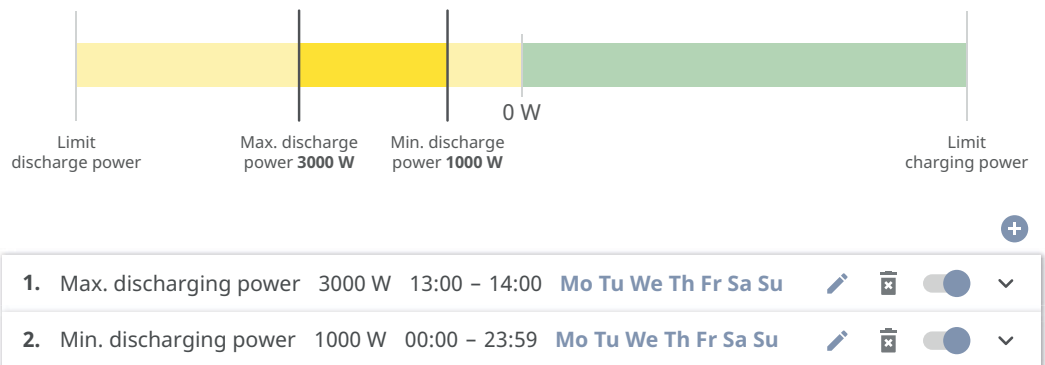 0 W
Limit
discharge power
Max. discharge
power 3000 W
Min. discharge
power 1000 W
Limit
charging power
1. Max. discharging power 3000 W 13:00 – 14:00 Mo Tu We Th Fr Sa Su
2. Min. discharging power 1000 W 00:00 – 23:59 Mo Tu We Th Fr Sa Su